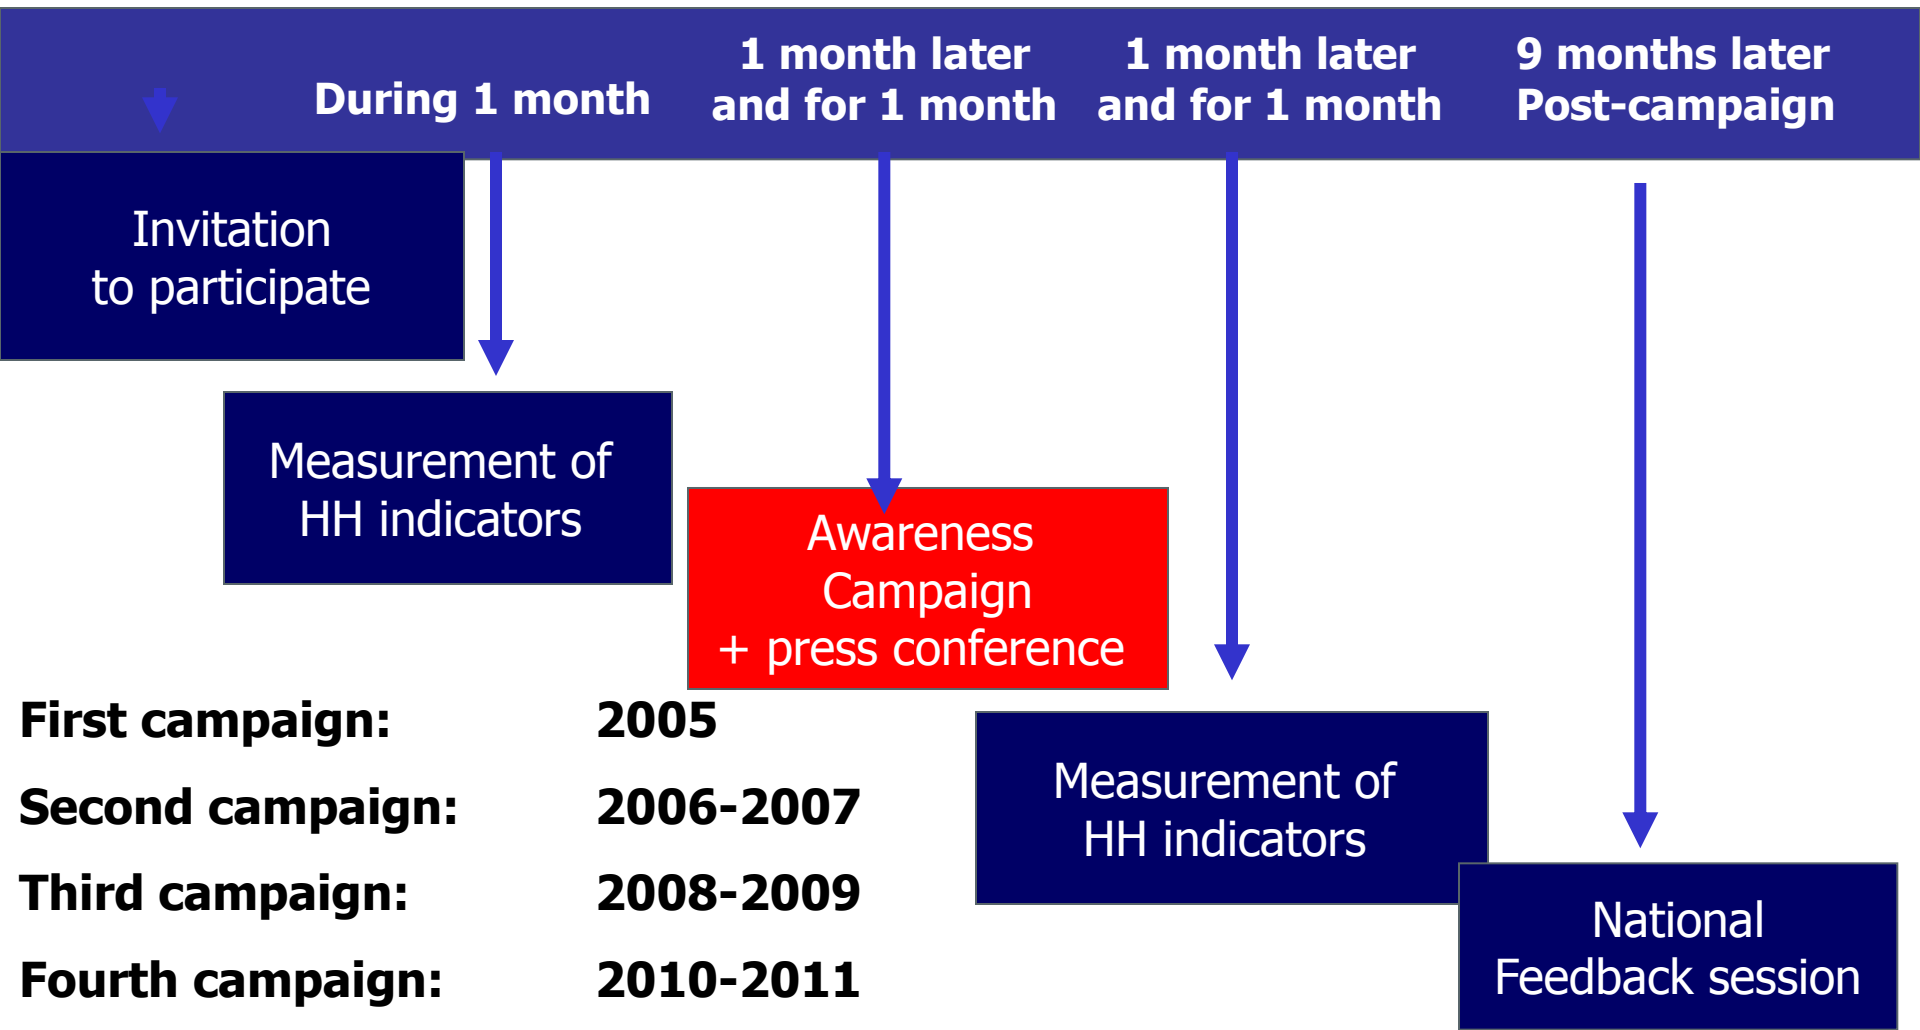 During 1 month
1 month later
and for 1 month
1 month later
and for 1 month
9 months later
Post-campaign
Invitation
to participate
Measurement of
HH indicators
Awareness
Campaign
+ press conference
Measurement of
HH indicators
National
Feedback session
First campaign: 2005
Second campaign: 2006-2007
Third campaign: 2008-2009
Fourth campaign: 2010-2011